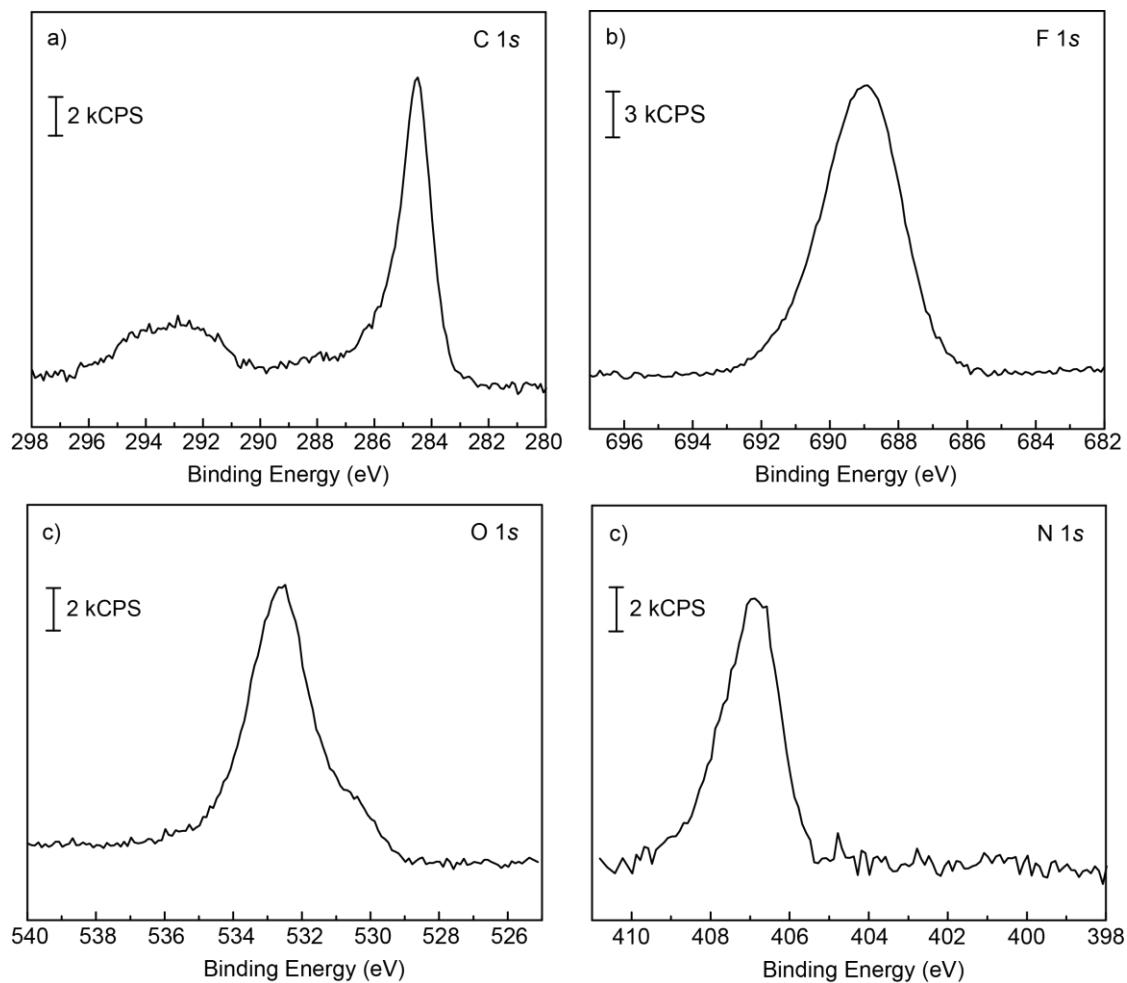 a) C 1s
2 kCPS
298 296 294 292 290 288 286 284 282 280
Binding Energy (eV)
b) F 1s
3 kCPS
696 694 692 690 688 686 684 682
Binding Energy (eV)
c) O 1s
2 kCPS
540 538 536 534 532 530 528 526
Binding Energy (eV)
c) N 1s
2 kCPS
410 408 406 404 402 400 398
Binding Energy (eV)